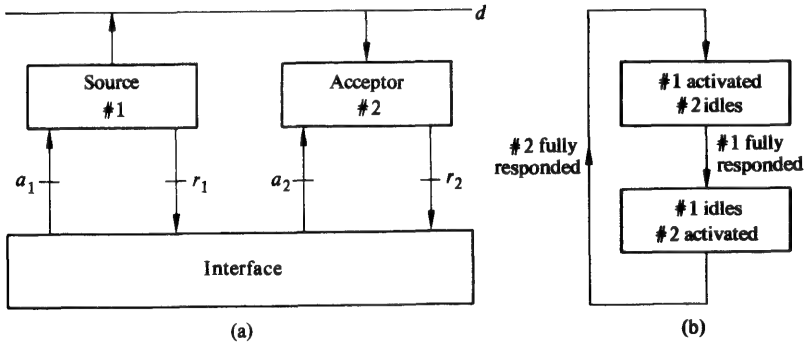 d
Source
#1
Acceptor
#2
a1
r1
a2
r2
Interface
(a)
#1 activated
#2 idles
#2 fully
responded
#1 fully
responded
#1 idles
#2 activated
(b)